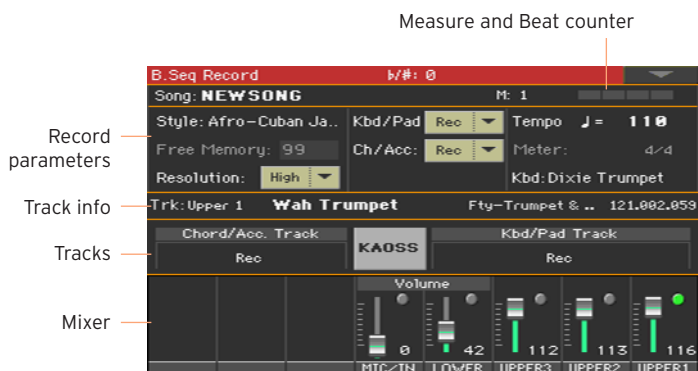 Measure and Beat counter
B.Seq Record ♭/#: 0
Song: NEWSONG M: 1
Style: Afro-Cuban Ja.. Kbd/Pad Rec Tempo ♩ = 110
Record parameters
Free Memory: 99 Ch/Acc: Rec Meter: 4/4
Resolution: High Kbd: Dixie Trumpet
Track info
Trk: Upper 1 Wah Trumpet Fty-Trumpet & .. 121.002.059
Tracks
Chord/Acc. Track KAOSS Kbd/Pad Track
Rec Rec
Mixer
Volume
0 42 112 113 116
MIC/IN LOWER UPPER3 UPPER2 UPPER1